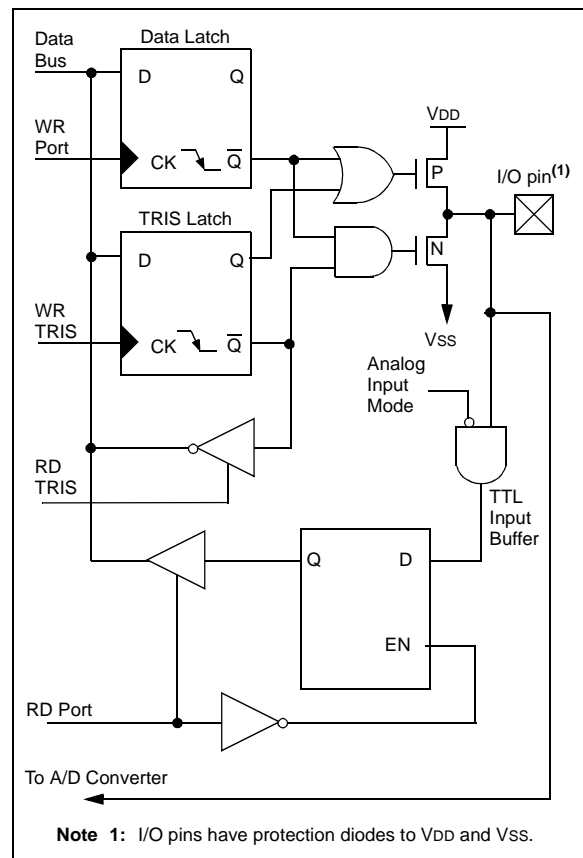 Data
Bus
Data Latch
D
Q
WR
Port
CK
Q
VDD
P
I/O pin(1)
TRIS Latch
D
Q
N
WR
TRIS
CK
Q
VSS
Analog
Input
Mode
RD
TRIS
TTL
Input
Buffer
Q
D
EN
RD Port
To A/D Converter
Note 1: I/O pins have protection diodes to VDD and VSS.